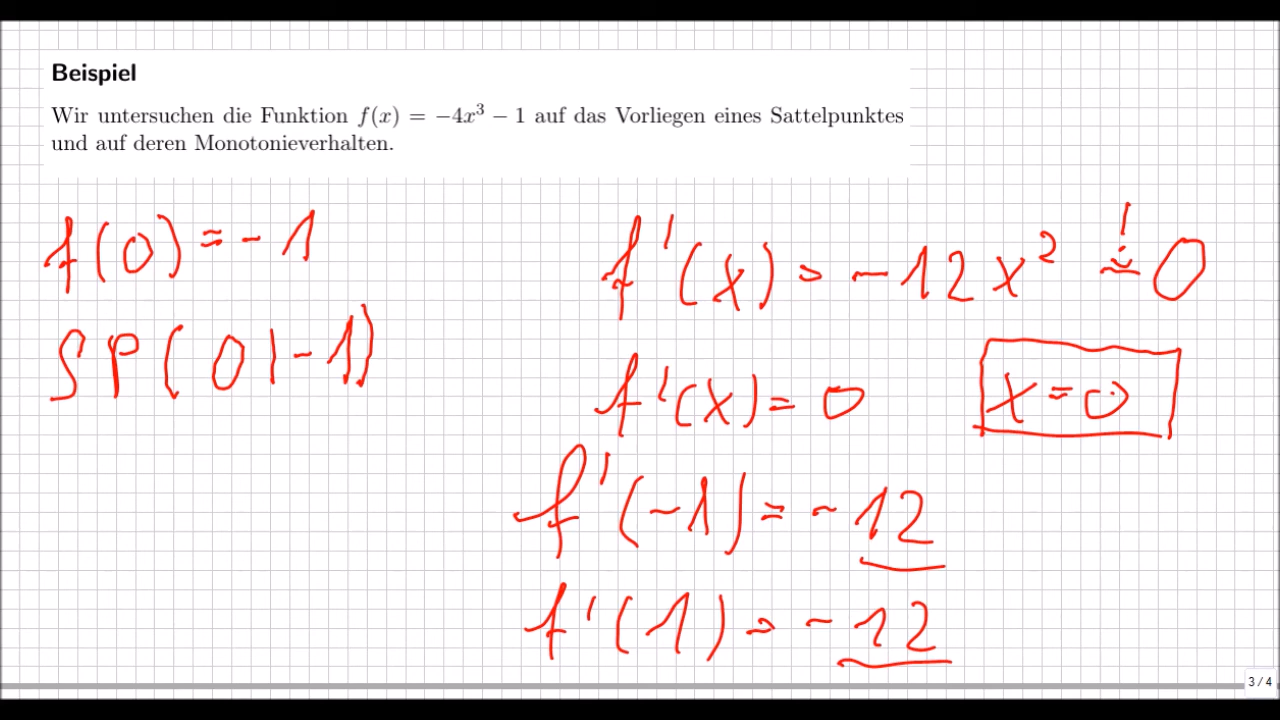 Beispiel
Wir untersuchen die Funktion f(x) = −4x³ − 1 auf das Vorliegen eines Sattelpunktes
und auf deren Monotonieverhalten.
f(0) = -1
SP(0|-1)
f'(x) = -12x² =! 0
f'(x) = 0
x = 0
f'(-1) = -12
f'(1) = -12
3/4